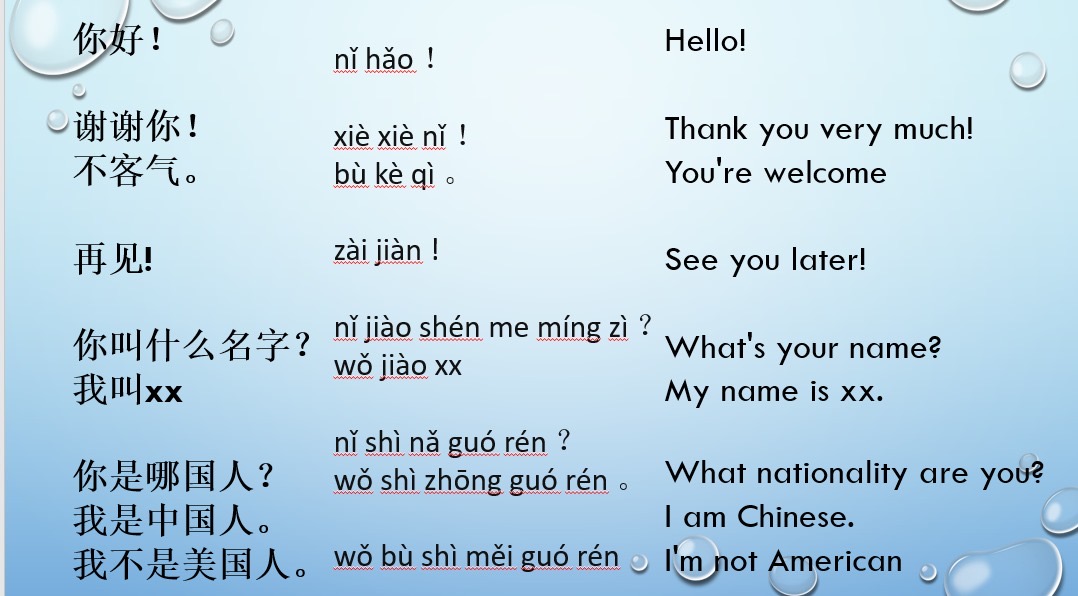 你好！
nǐ hǎo！
Hello!
谢谢你！
xiè xiè nǐ！
Thank you very much!
不客气。
bù kè qì。
You're welcome
再见!
zài jiàn！
See you later!
你叫什么名字？
nǐ jiào shén me míng zì？
What's your name?
我叫xx
wǒ jiào xx
My name is xx.
你是哪国人？
nǐ shì nǎ guó rén？
What nationality are you?
我是中国人。
wǒ shì zhōng guó rén。
I am Chinese.
我不是美国人。
wǒ bù shì měi guó rén
I'm not American